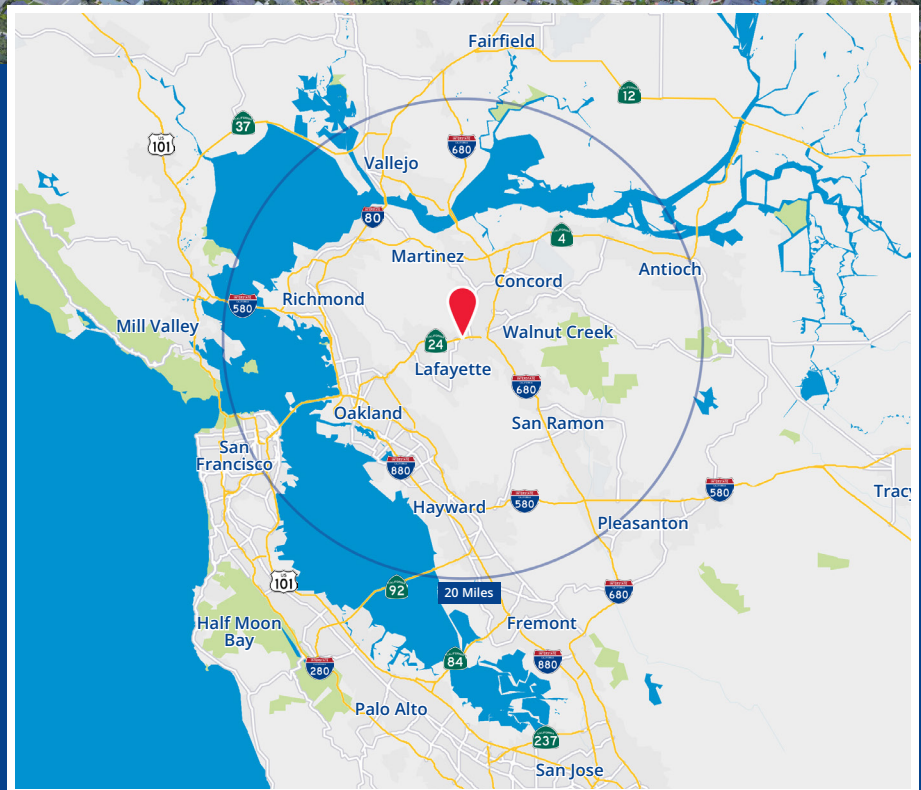 Fairfield
12
37
US
101
680
Vallejo
80
4
Martinez
Antioch
Concord
Richmond
580
Mill Valley
Walnut Creek
24
Lafayette
680
Oakland
San Ramon
San
Francisco
880
580
Tracy
580
Hayward
Pleasanton
US
101
92
20 Miles
680
Half Moon
Bay
Fremont
84
880
280
Palo Alto
237
San Jose